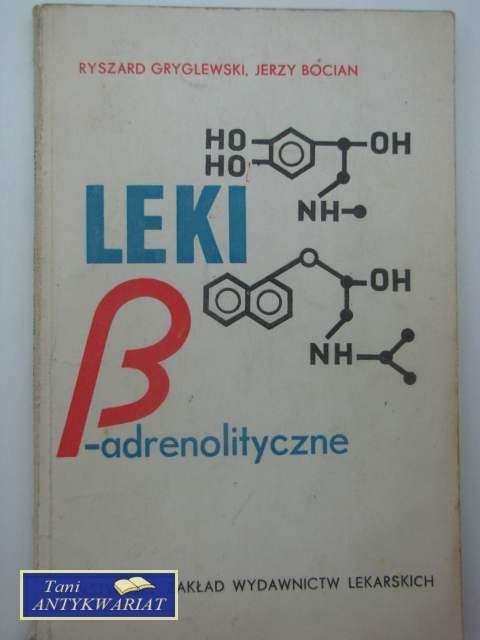 RYSZARD GRYGLEWSKI, JERZY BOCIAN
HO
HO
OH
NH
LEKI
OH
NH
β
-adrenolityczne
AKŁAD WYDAWNICTW LEKARSKICH
Tani
ANTYKWARIAT